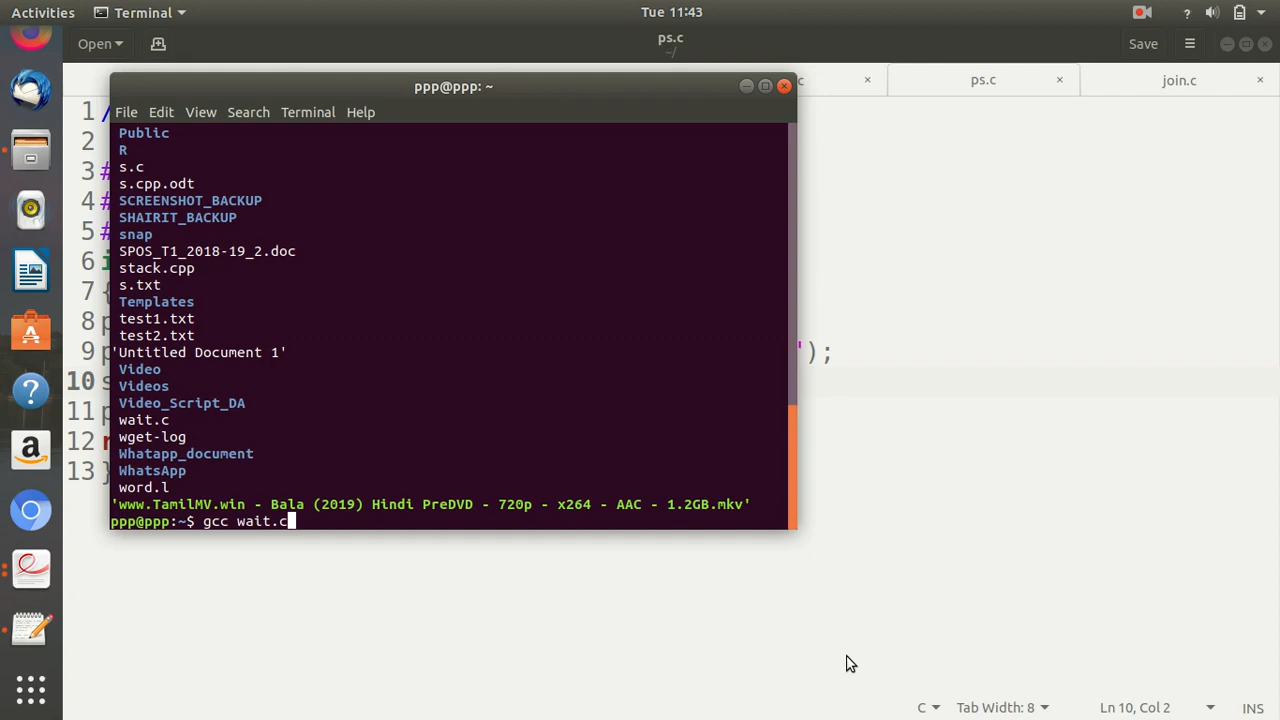 Activities Terminal Tue 11:43 ?
Open ps.c Save
~/
c × ps.c × join.c ×
ppp@ppp: ~
File Edit View Search Terminal Help
Public
R
s.c
s.cpp.odt
SCREENSHOT_BACKUP
SHAIRIT_BACKUP
snap
SPOS_T1_2018-19_2.doc
stack.cpp
s.txt
Templates
test1.txt
test2.txt
'Untitled Document 1'
Video
Videos
Video_Script_DA
wait.c
wget-log
Whatapp_document
WhatsApp
word.l
'www.TamilMV.win - Bala (2019) Hindi PreDVD - 720p - x264 - AAC - 1.2GB.mkv'
ppp@ppp:~$ gcc wait.c
1 /
2
3 #
4 #
5 #
6 i
7 {
8 p
9 p ");
10 s
11 p
12 r
13 }
C Tab Width: 8 Ln 10, Col 2 INS